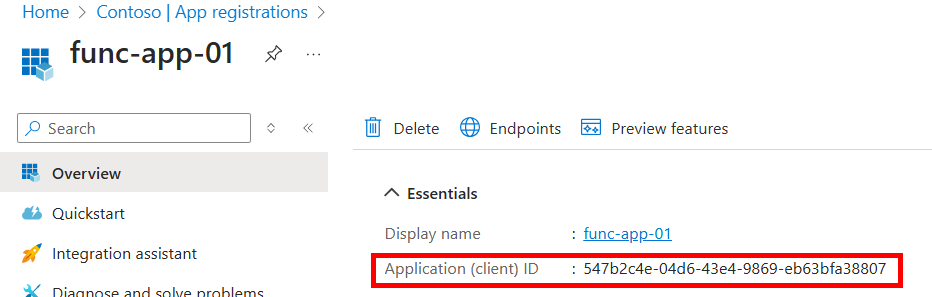 Home > Contoso | App registrations >
func-app-01
Search
Delete Endpoints Preview features
Overview
Essentials
Quickstart
Display name : func-app-01
Integration assistant
Application (client) ID : 547b2c4e-04d6-43e4-9869-eb63bfa38807
Diagnose and solve problems